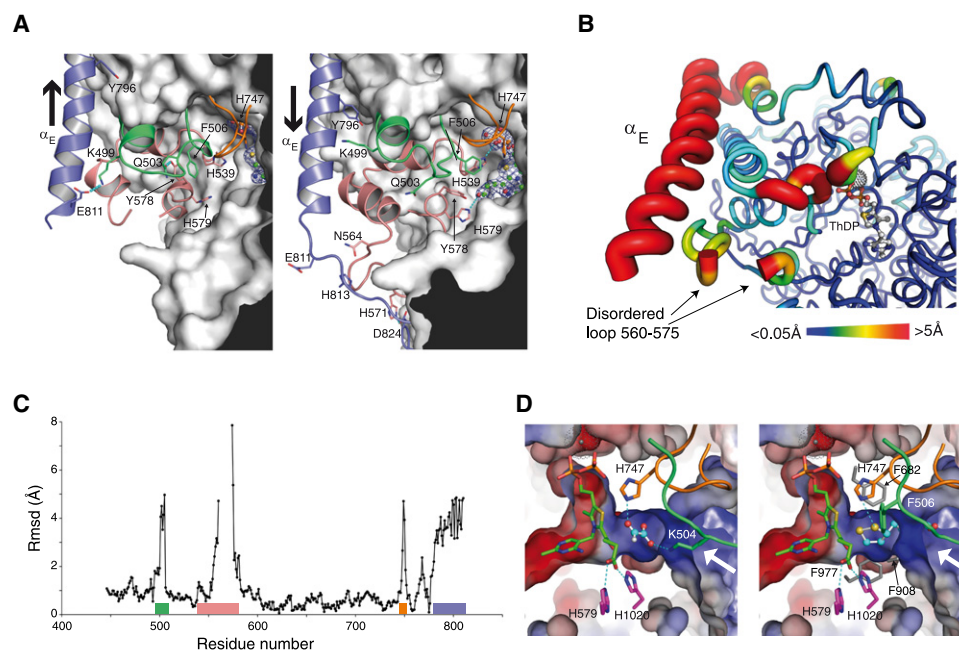 A
Y796
αE
K499
Q503
F506
H747
H539
Y578
E811
H579
Y796
αE
K499
F506
H747
Q503
H539
N564
Y578
H579
E811
H813
H571
D824
B
αE
ThDP
Disordered
loop 560-575
<0.05Å >5Å
C
Rmsd (Å)
8
6
4
2
0
400 500 600 700 800
Residue number
D
H747
K504
H579
H1020
H747
F682
F506
F977
F908
H579
H1020